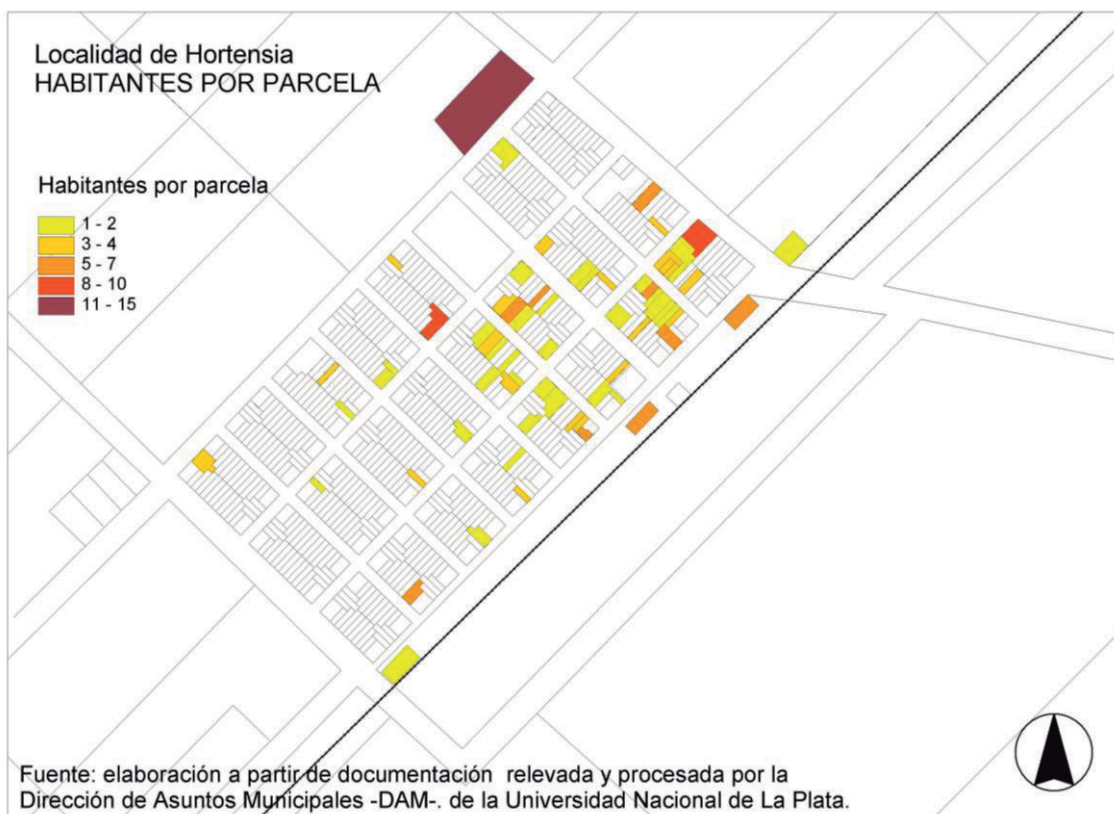 Localidad de Hortensia
HABITANTES POR PARCELA
Habitantes por parcela
1 - 2
3 - 4
5 - 7
8 - 10
11 - 15
Fuente: elaboración a partir de documentación relevada y procesada por la
Dirección de Asuntos Municipales -DAM-. de la Universidad Nacional de La Plata.